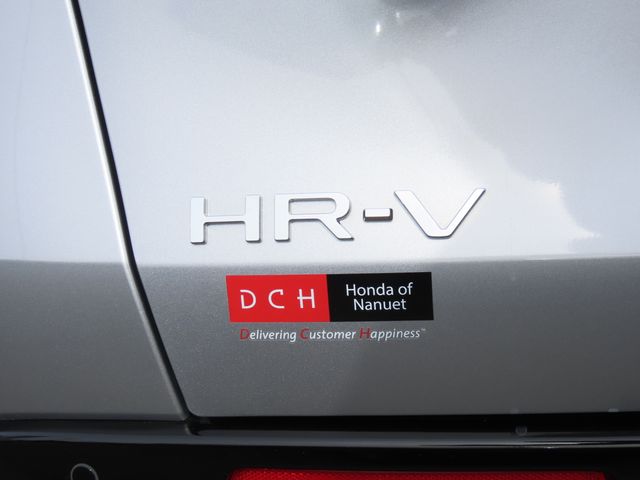 HR-V
DCH Honda of
Nanuet
Delivering Customer Happiness™